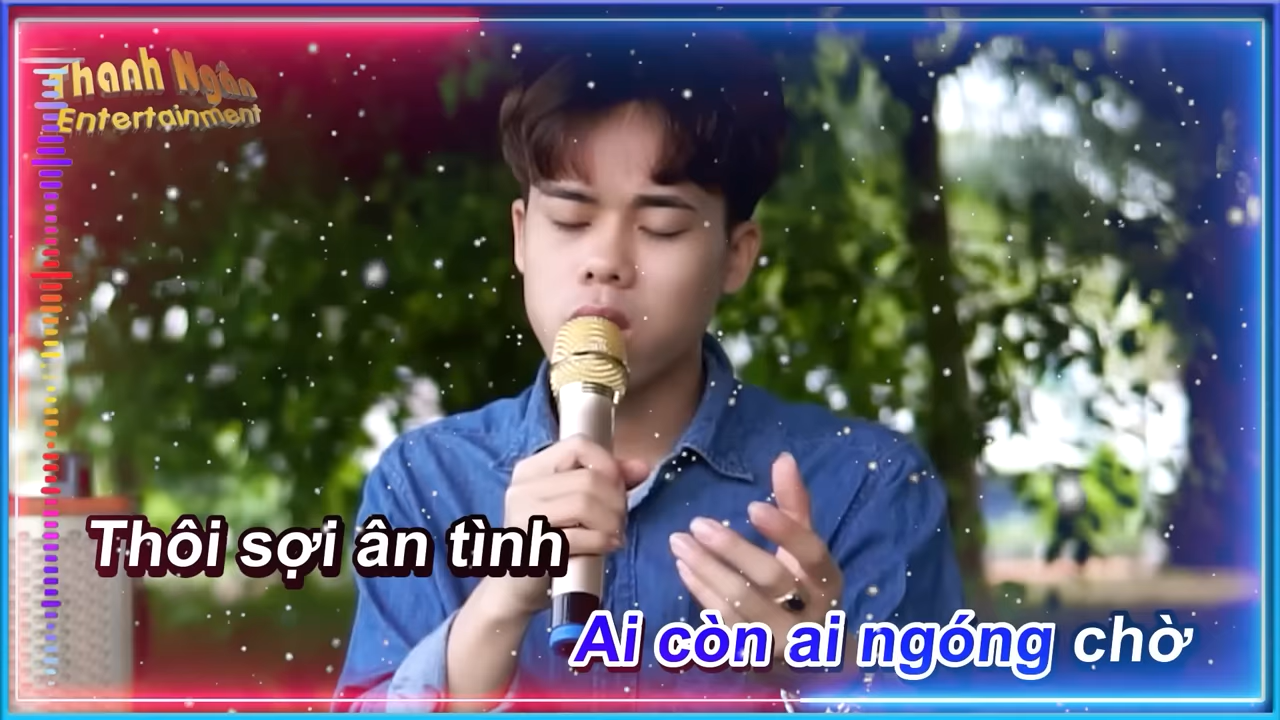 Thanh Ngân
Entertainment
Thôi sợi ân tình
Ai còn ai ngóng chờ